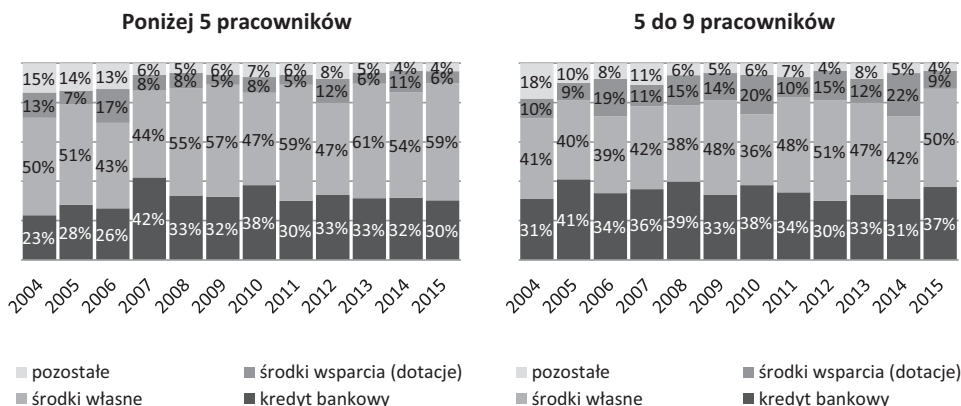 Poniżej 5 pracowników
15% 14% 13% 6% 5% 6% 7% 6% 8% 5% 4% 4%
13% 7% 17% 8% 8% 5% 8% 5% 12% 6% 11% 6%
50% 51% 43% 44% 55% 57% 47% 59% 47% 61% 54% 59%
23% 28% 26% 42% 33% 32% 38% 30% 33% 33% 32% 30%
2004 2005 2006 2007 2008 2009 2010 2011 2012 2013 2014 2015
pozostałe środki wsparcia (dotacje)
środki własne kredyt bankowy
5 do 9 pracowników
18% 10% 8% 11% 6% 5% 6% 7% 4% 8% 5% 4%
10% 9% 19% 11% 15% 14% 20% 10% 15% 12% 22% 9%
41% 40% 39% 42% 38% 48% 36% 48% 51% 47% 42% 50%
31% 41% 34% 36% 39% 33% 38% 34% 30% 33% 31% 37%
2004 2005 2006 2007 2008 2009 2010 2011 2012 2013 2014 2015
pozostałe środki wsparcia (dotacje)
środki własne kredyt bankowy